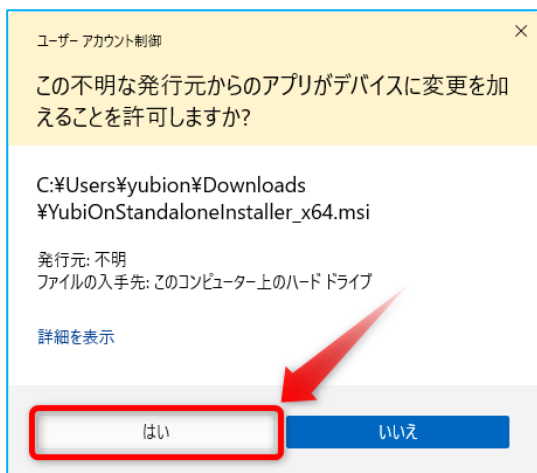 ユーザー アカウント制御
この不明な発行元からのアプリがデバイスに変更を加
えることを許可しますか?
C:¥Users¥yubion¥Downloads
¥YubiOnStandaloneInstaller_x64.msi
発行元: 不明
ファイルの入手先: このコンピューター上のハード ドライブ
詳細を表示
はい
いいえ